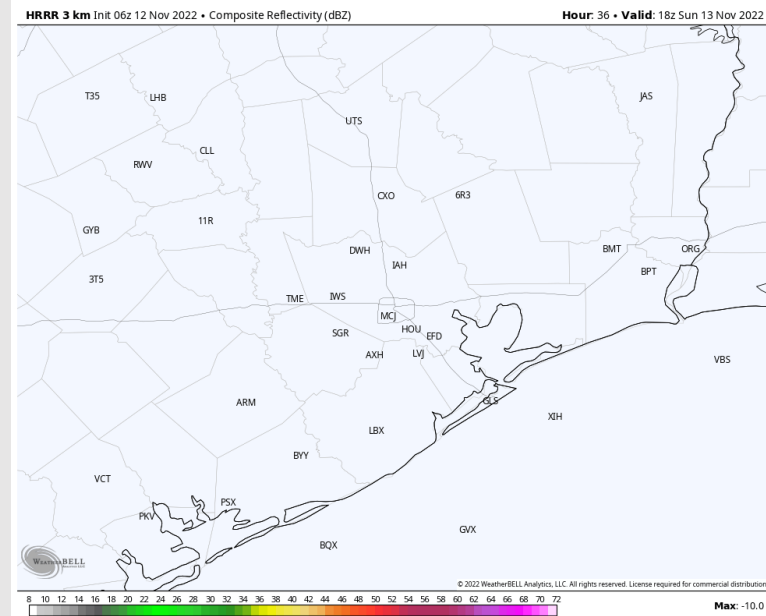 HRRR 3 km Init 06z 12 Nov 2022 • Composite Reflectivity (dBZ) Hour: 36 • Valid: 18z Sun 13 Nov 2022
T35 LHB JAS
UTS
CLL
RWV
CXO 6R3
11R
GYB
DWH BMT ORG
IAH BPT
3T5
TME IWS
MCJ
SGR HOU EFD
AXH LVJ VBS
ARM GLS
XIH
LBX
BYY
VCT
PSX
PKV
GVX
BQX
WEATHERBELL
© 2022 WeatherBELL Analytics, LLC. All rights reserved. License required for commercial distribution
8 10 12 14 16 18 20 22 24 26 28 30 32 34 36 38 40 42 44 46 48 50 52 54 56 58 60 62 64 66 68 70 72
Max: -10.0